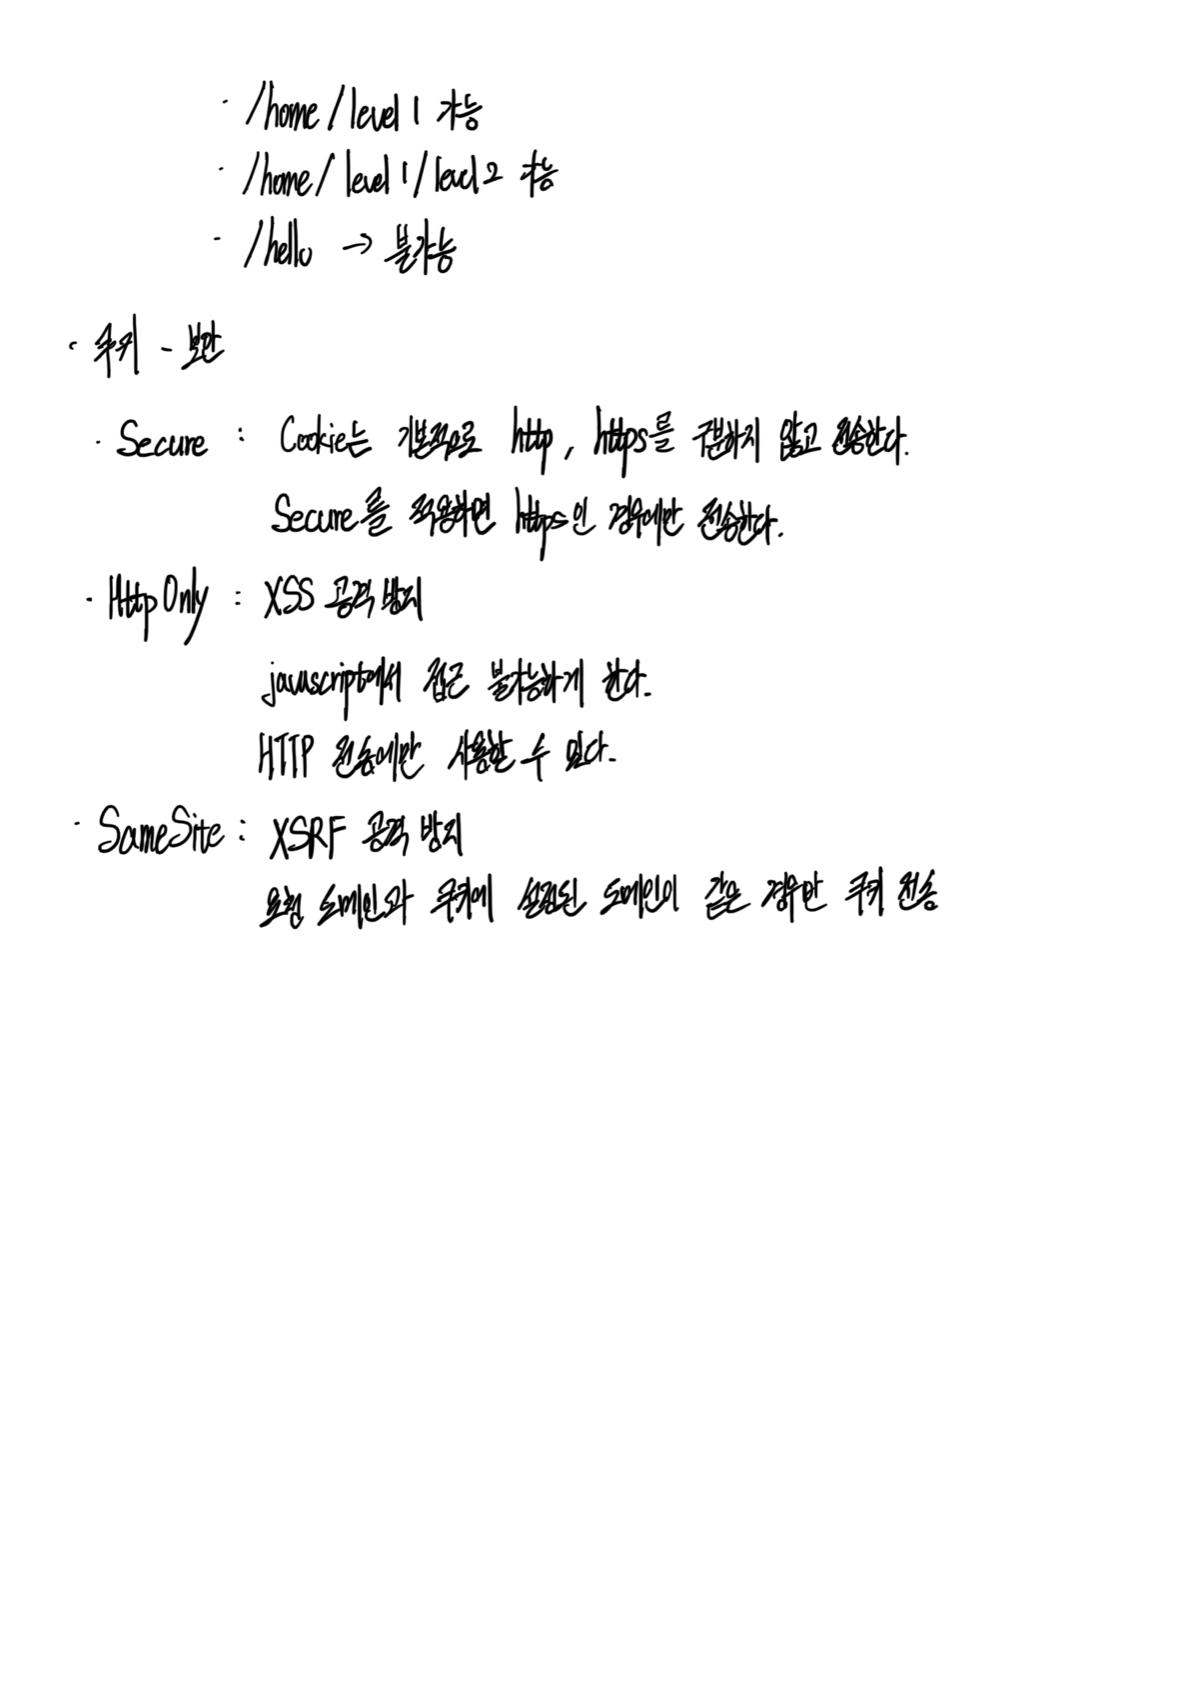 · /home/level1 가능
· /home/level1/level2 가능
· /hello → 불가능
· 쿠키 - 보안
· Secure : Cookie는 기본적으로 http, https를 구분하지 않고 전송한다.
Secure를 적용하면 https인 경우에만 전송한다.
· HttpOnly : XSS 공격 방지
javascript에서 접근 불가능하게 한다.
HTTP 전송에만 사용할 수 있다.
· SameSite : XSRF 공격 방지
요청 도메인과 쿠키에 설정된 도메인이 같은 경우만 쿠키 전송